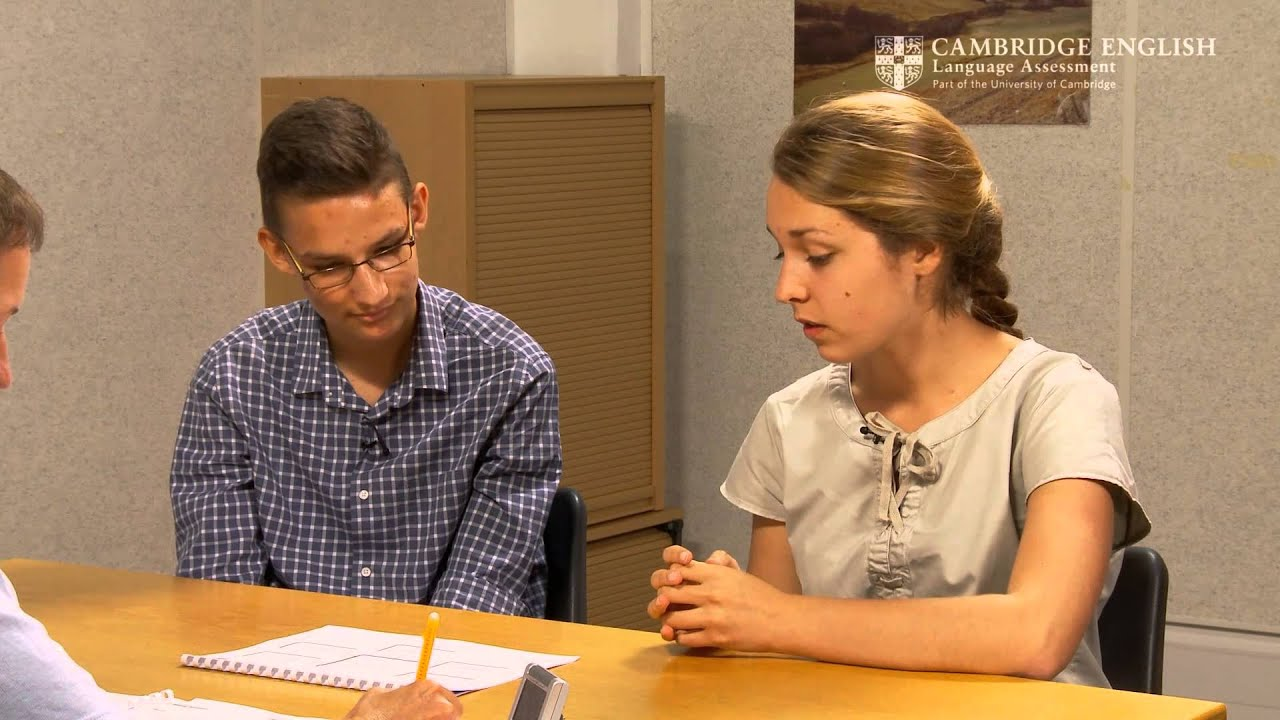 CAMBRIDGE ENGLISH
Language Assessment
Part of the University of Cambridge